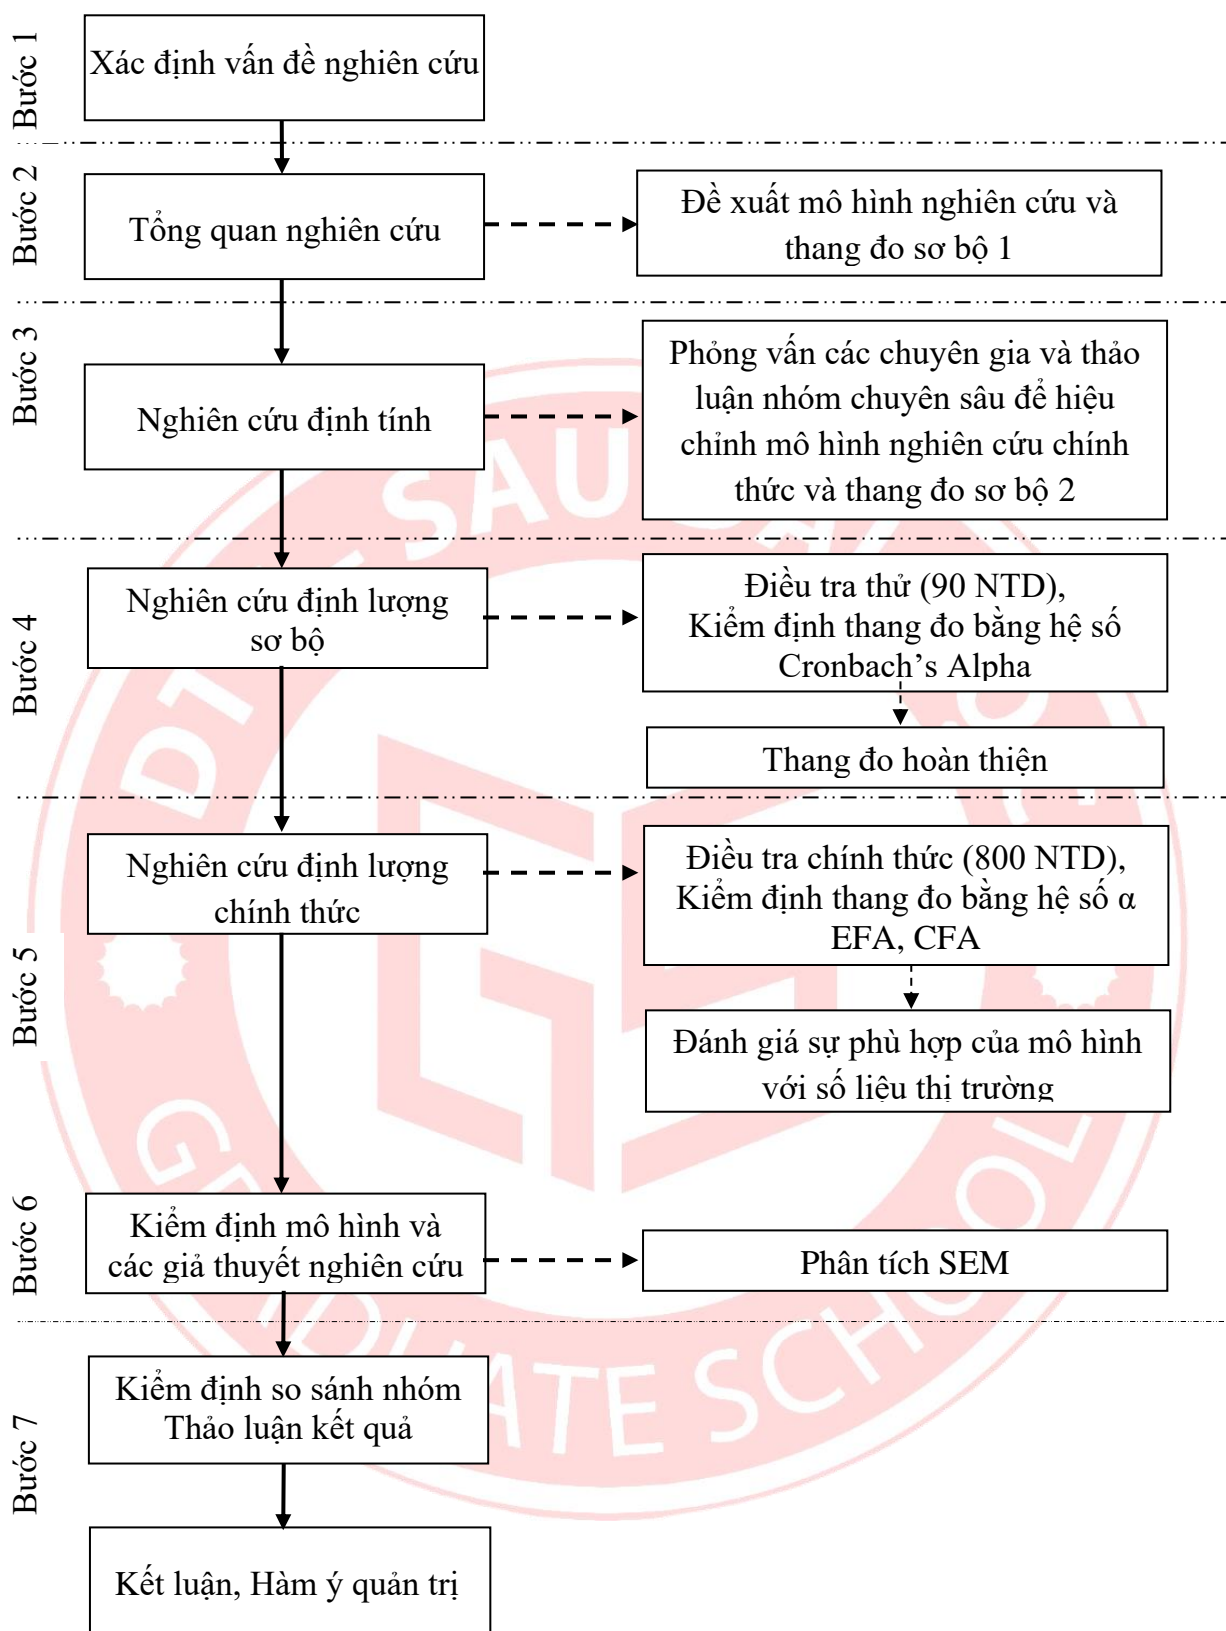 Bước 1
Xác định vấn đề nghiên cứu
Bước 2
Tổng quan nghiên cứu
Đề xuất mô hình nghiên cứu và
thang đo sơ bộ 1
Bước 3
Nghiên cứu định tính
Phỏng vấn các chuyên gia và thảo
luận nhóm chuyên sâu để hiệu
chỉnh mô hình nghiên cứu chính
thức và thang đo sơ bộ 2
Bước 4
Nghiên cứu định lượng
sơ bộ
Điều tra thử (90 NTD),
Kiểm định thang đo bằng hệ số
Cronbach’s Alpha
Thang đo hoàn thiện
Bước 5
Nghiên cứu định lượng
chính thức
Điều tra chính thức (800 NTD),
Kiểm định thang đo bằng hệ số α
EFA, CFA
Đánh giá sự phù hợp của mô hình
với số liệu thị trường
Bước 6
Kiểm định mô hình và
các giả thuyết nghiên cứu
Phân tích SEM
Bước 7
Kiểm định so sánh nhóm
Thảo luận kết quả
Kết luận, Hàm ý quản trị
SAU
GRADUATE SCHOOL